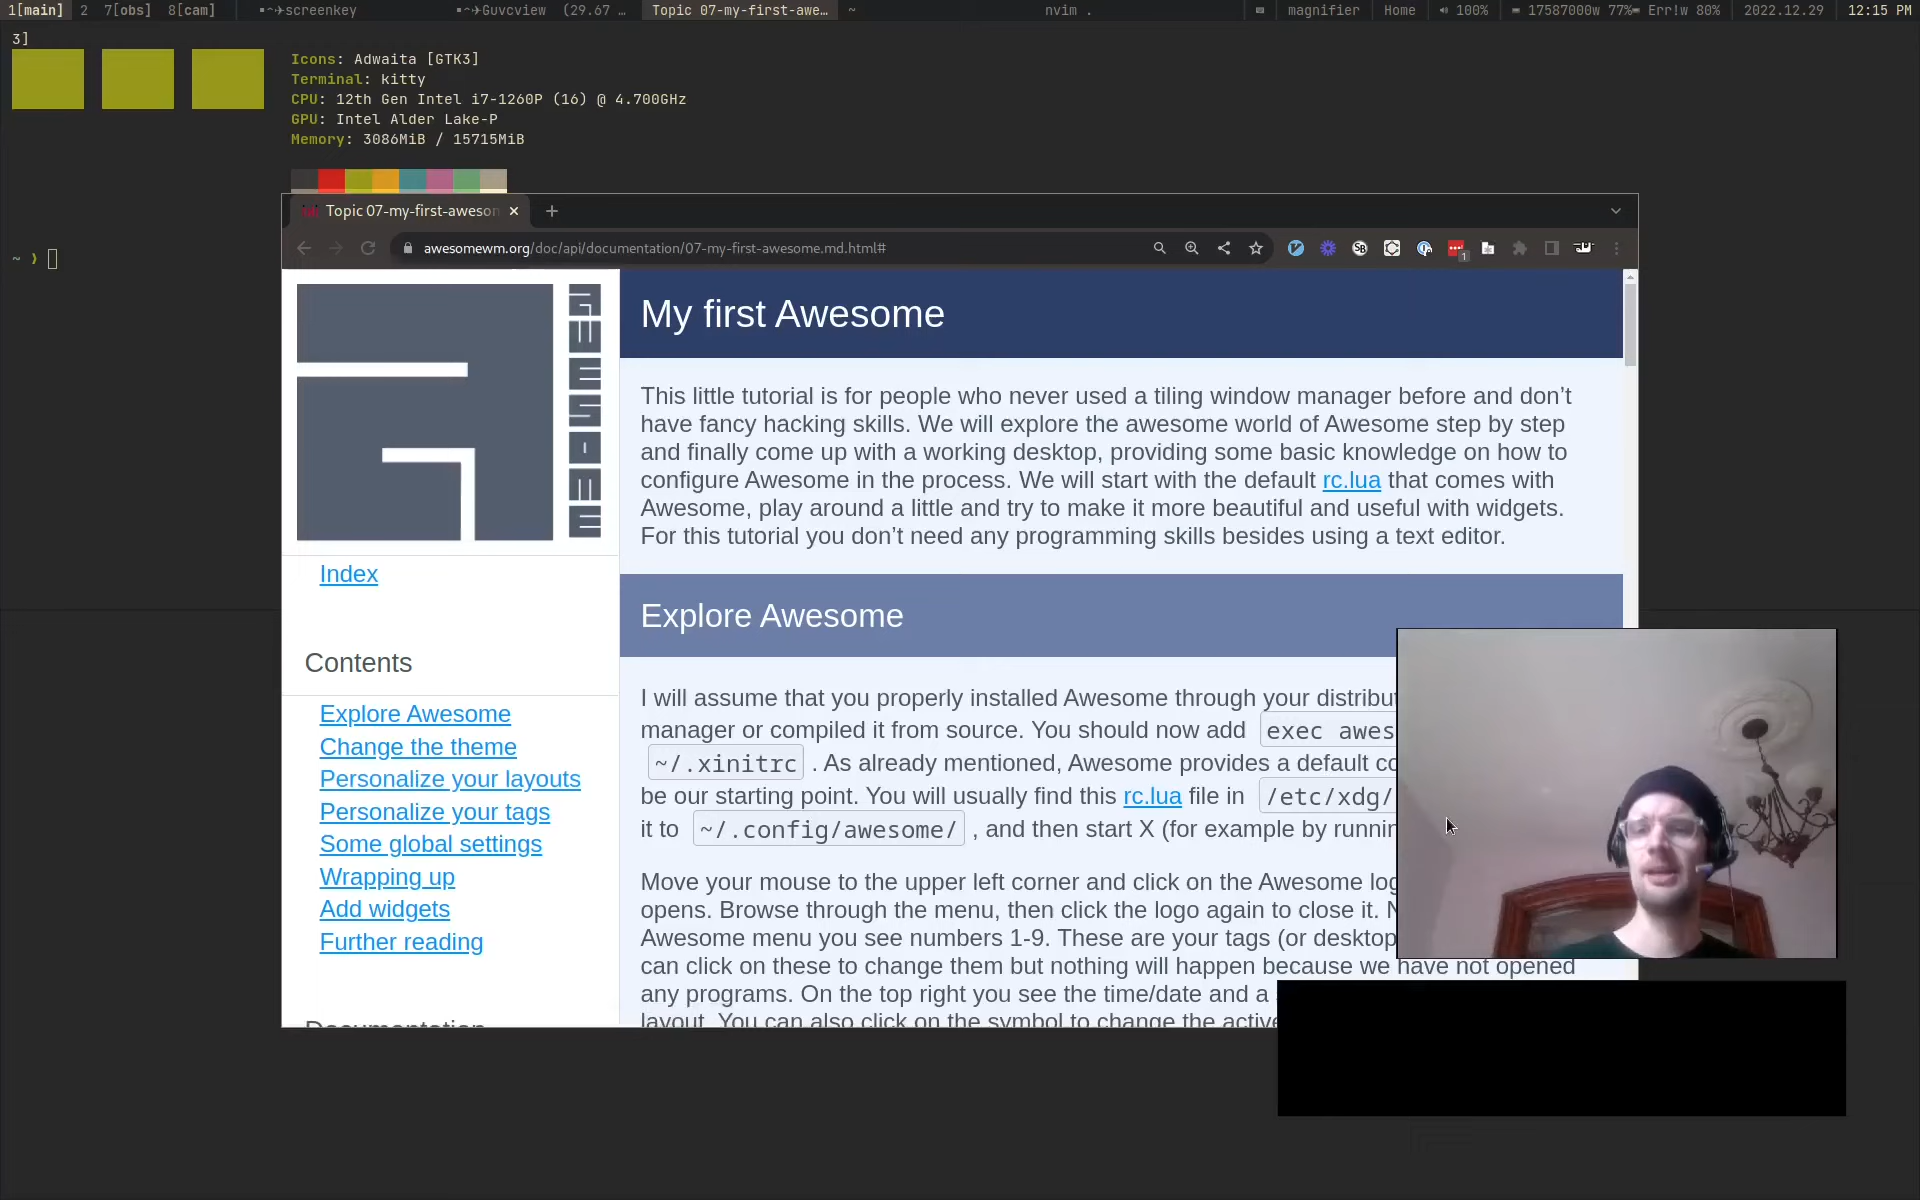 1[main] 2 7[obs] 8[cam] screenkey Guvcview (29.67 … Topic 07-my-first-awe… ~ nvim . magnifier Home 100% 17587000w 77% Err!w 80% 2022.12.29 12:15 PM
3]
Icons: Adwaita [GTK3]
Terminal: kitty
CPU: 12th Gen Intel i7-1260P (16) @ 4.700GHz
GPU: Intel Alder Lake-P
Memory: 3086MiB / 15715MiB
Topic 07-my-first-aweson
~ ❯
awesomewm.org/doc/api/documentation/07-my-first-awesome.md.html#
AWESOME
My first Awesome
This little tutorial is for people who never used a tiling window manager before and don’t
have fancy hacking skills. We will explore the awesome world of Awesome step by step
and finally come up with a working desktop, providing some basic knowledge on how to
configure Awesome in the process. We will start with the default rc.lua that comes with
Awesome, play around a little and try to make it more beautiful and useful with widgets.
For this tutorial you don’t need any programming skills besides using a text editor.
Index
Contents
Explore Awesome
Change the theme
Personalize your layouts
Personalize your tags
Some global settings
Wrapping up
Add widgets
Further reading
Documentation
Explore Awesome
I will assume that you properly installed Awesome through your distribut
manager or compiled it from source. You should now add exec awes
~/.xinitrc . As already mentioned, Awesome provides a default co
be our starting point. You will usually find this rc.lua file in /etc/xdg/
it to ~/.config/awesome/ , and then start X (for example by runnin
Move your mouse to the upper left corner and click on the Awesome log
opens. Browse through the menu, then click the logo again to close it. N
Awesome menu you see numbers 1-9. These are your tags (or desktop
can click on these to change them but nothing will happen because we have not opened
any programs. On the top right you see the time/date and a
layout. You can also click on the symbol to change the active